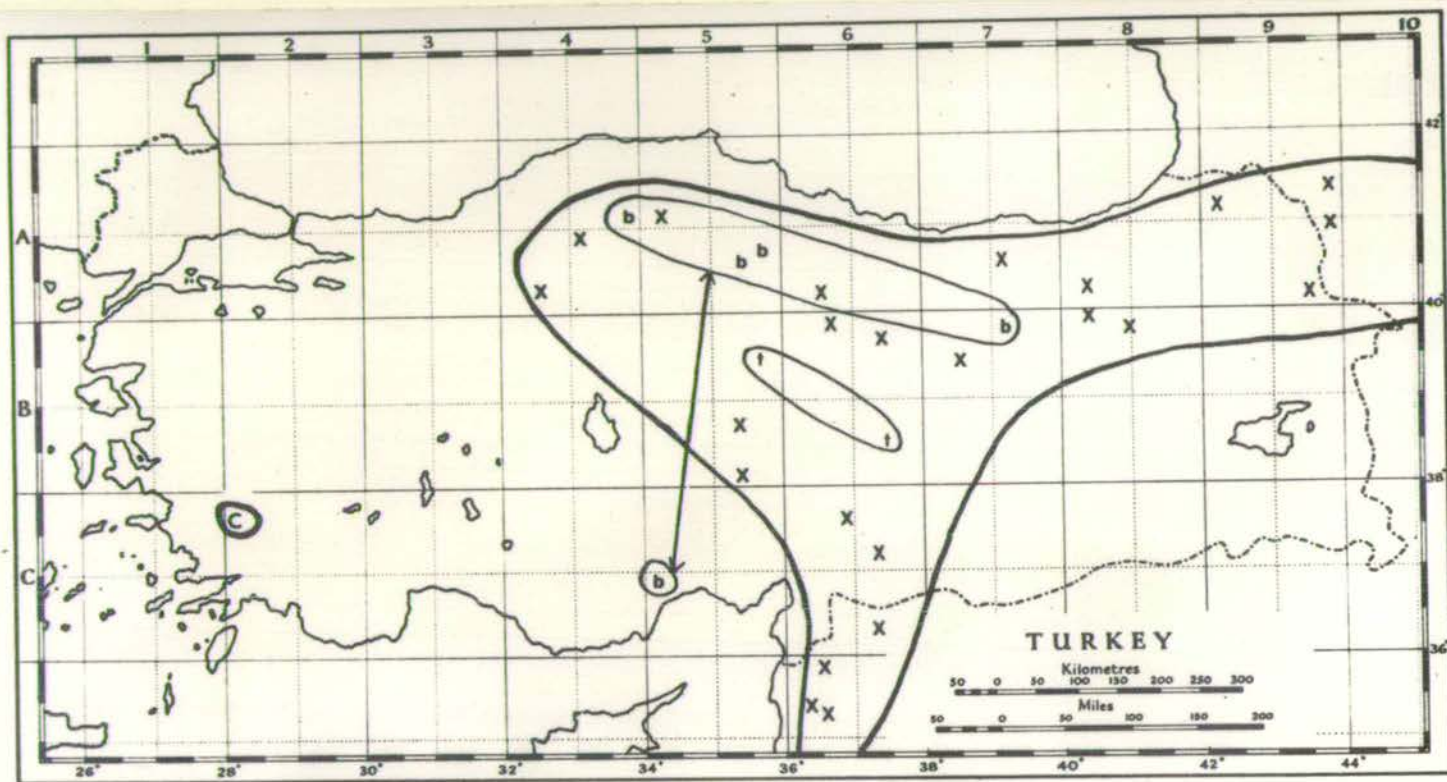 1 2 3 4 5 6 7 8 9 10
42°
X
X
A
X
b
X
b
X
b
X
X
X
X
X
40°
X
X
b
X
X
X
t
X
B
X
t
X
38°
C
X
X
C
b
X
TURKEY
36°
X
Kilometres
50 0 50 100 150 200 250 300
X
X
Miles
50 0 50 100 200
26° 28° 30° 32° 34° 36° 38° 40° 42° 44°